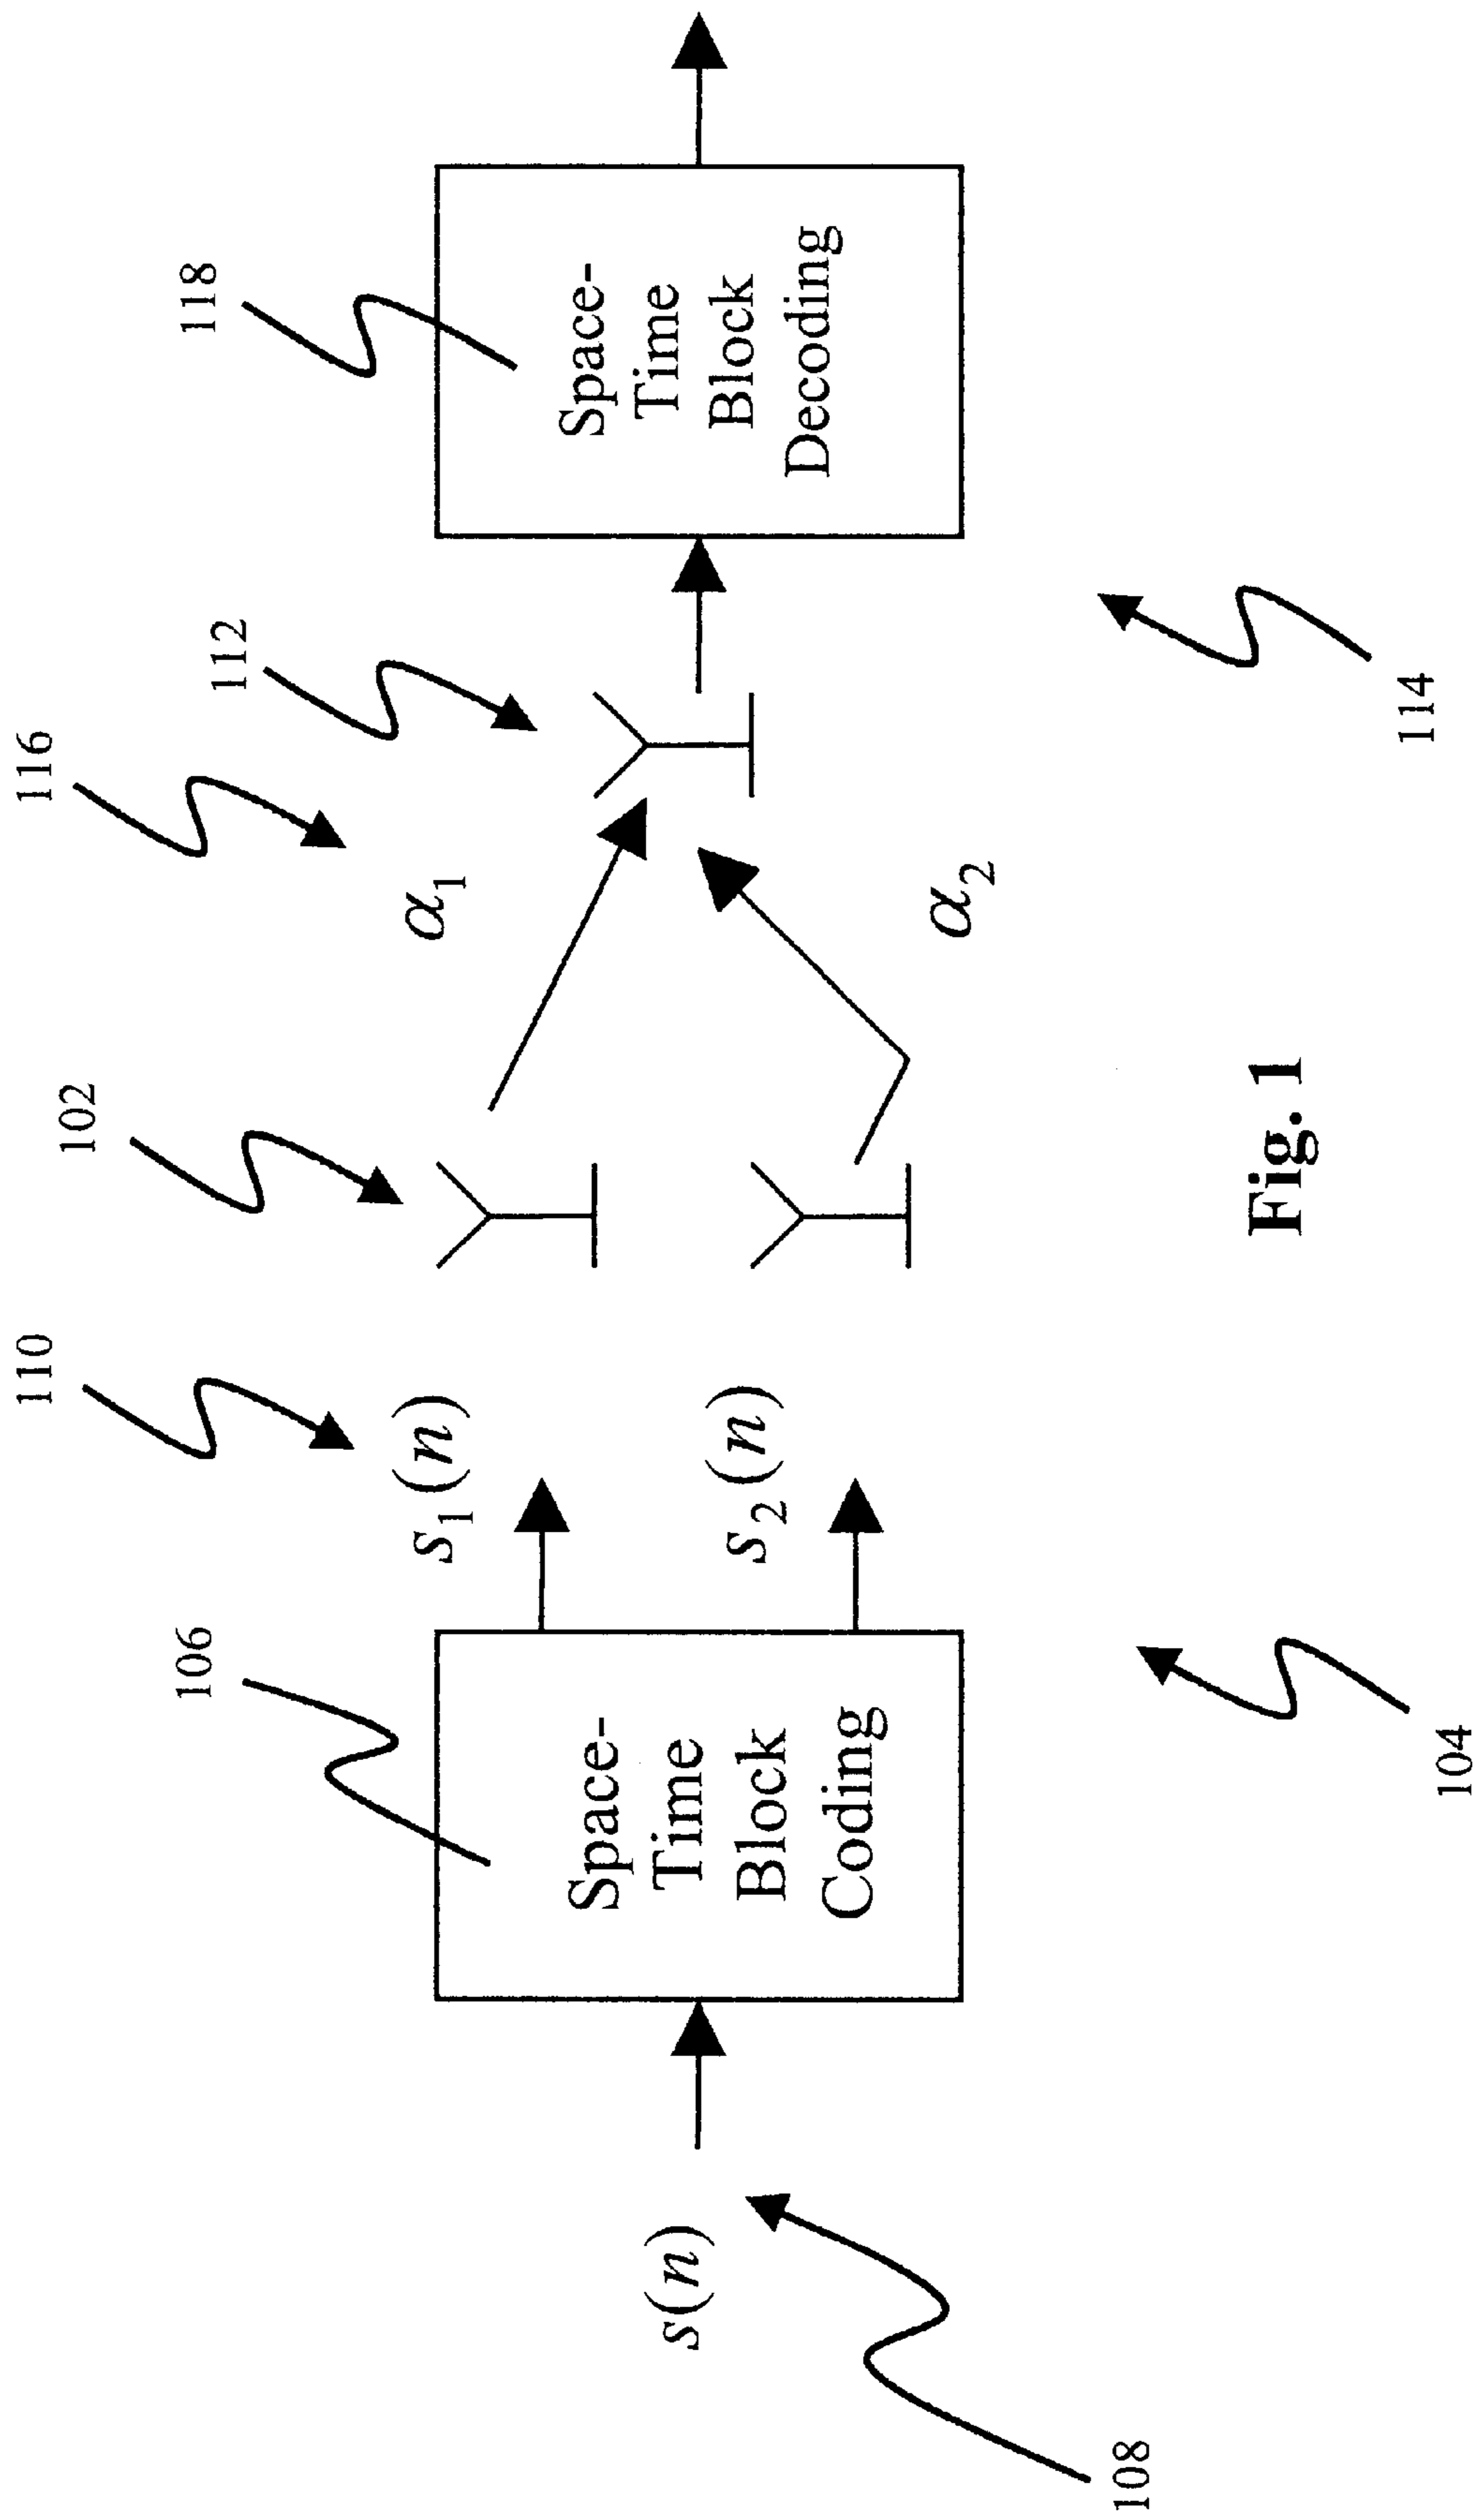 116
110
102
112
106
118
s₁(n)
α₁
Space-
Time
Block
Coding
Space-
Time
Block
Decoding
s(n)
s₂(n)
α₂
108
104
114
Fig. 1